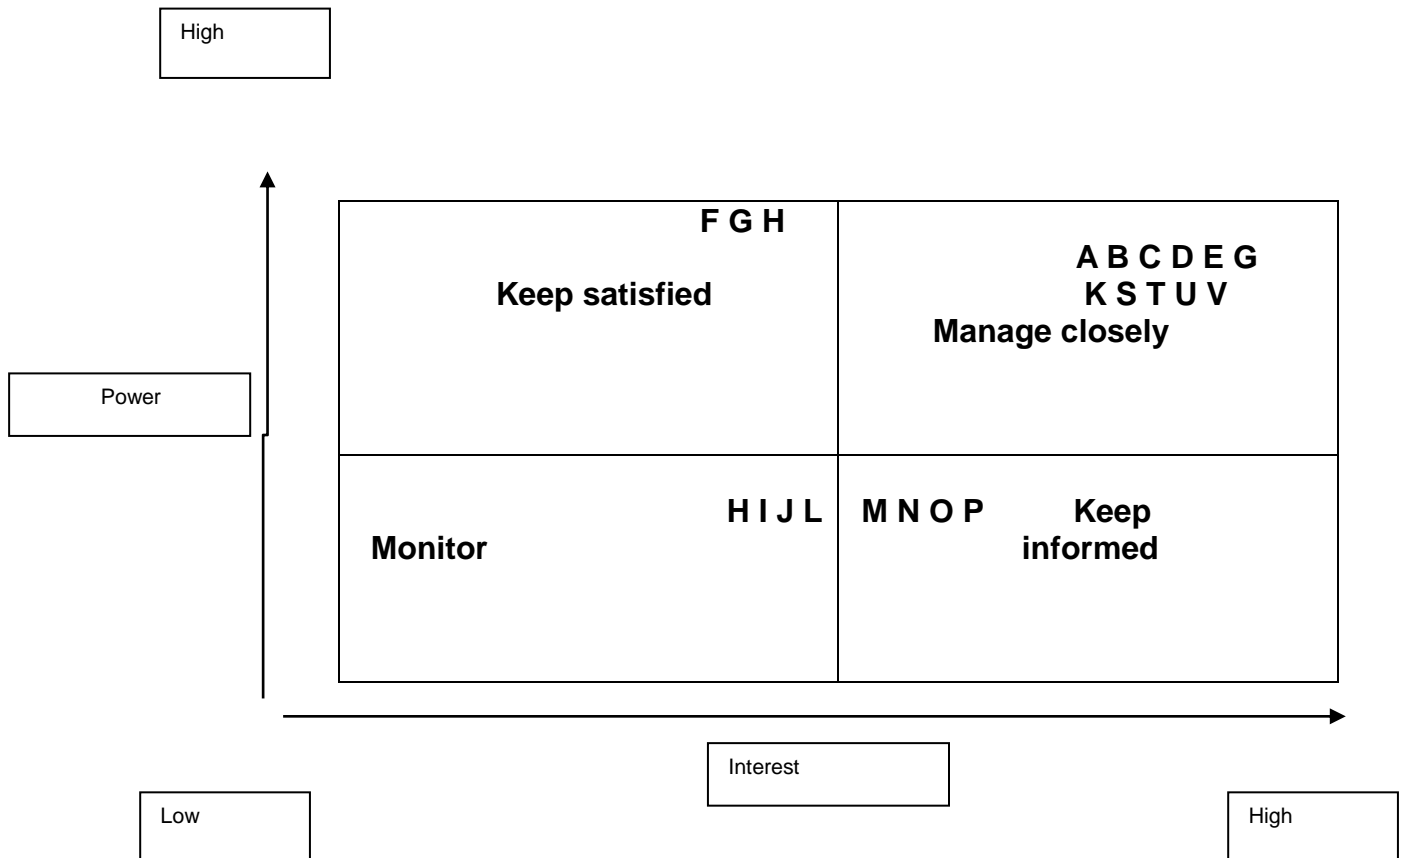 High
F G H
A B C D E G
Keep satisfied
K S T U V
Manage closely
Power
H I J L
M N O P Keep
Monitor
informed
Interest
Low
High